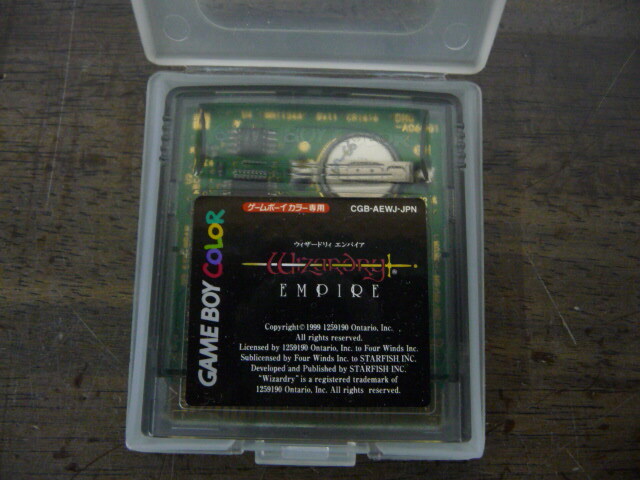 ゲームボーイカラー専用
CGB-AEWJ-JPN
GAME BOY COLOR
ウィザードリィ エンパイア
Wizardry®
EMPIRE
Copyright© 1999 1259190 Ontario, Inc.
All rights reserved.
Licensed by 1259190 Ontario, Inc. to Four Winds Inc.
Sublicensed by Four Winds Inc. to STARFISH INC.
Developed and Published by STARFISH INC.
"Wizardry" is a registered trademark of
1259190 Ontario, Inc. All rights reserved.